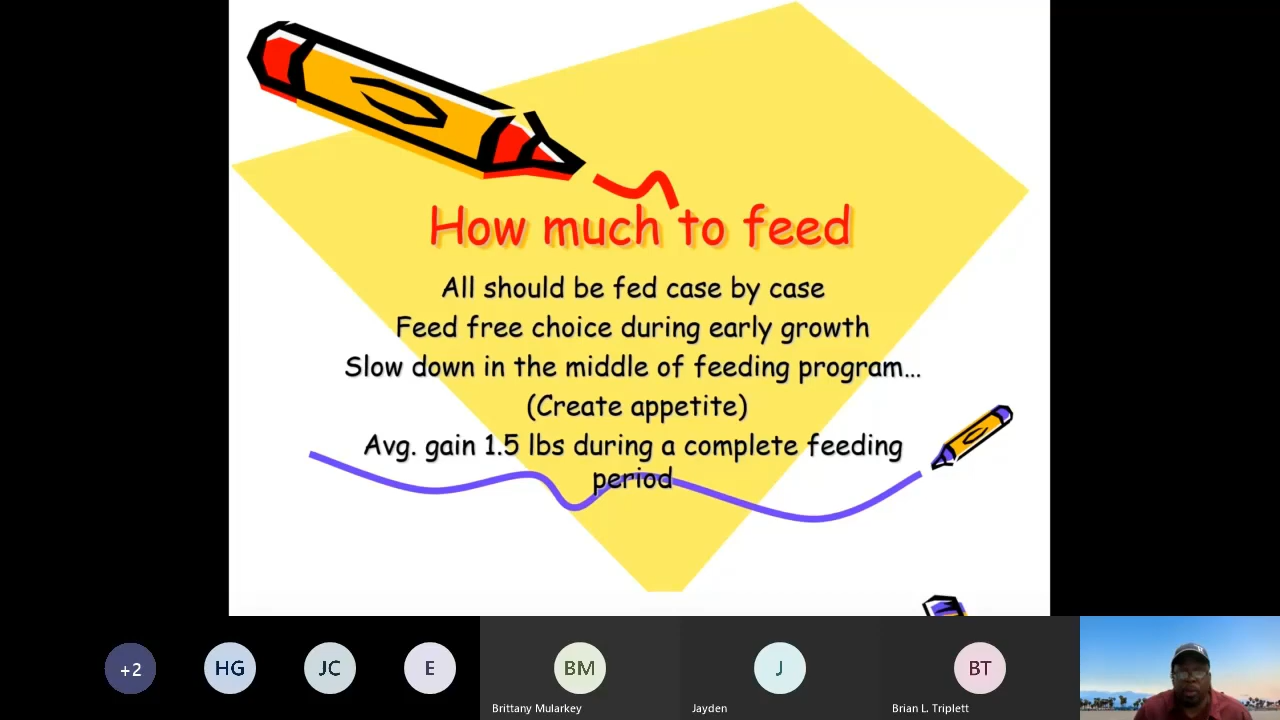 How much to feed
All should be fed case by case
Feed free choice during early growth
Slow down in the middle of feeding program...
(Create appetite)
Avg. gain 1.5 lbs during a complete feeding
period
+2
HG
JC
E
BM
J
BT
Brittany Mularkey
Jayden
Brian L. Triplett